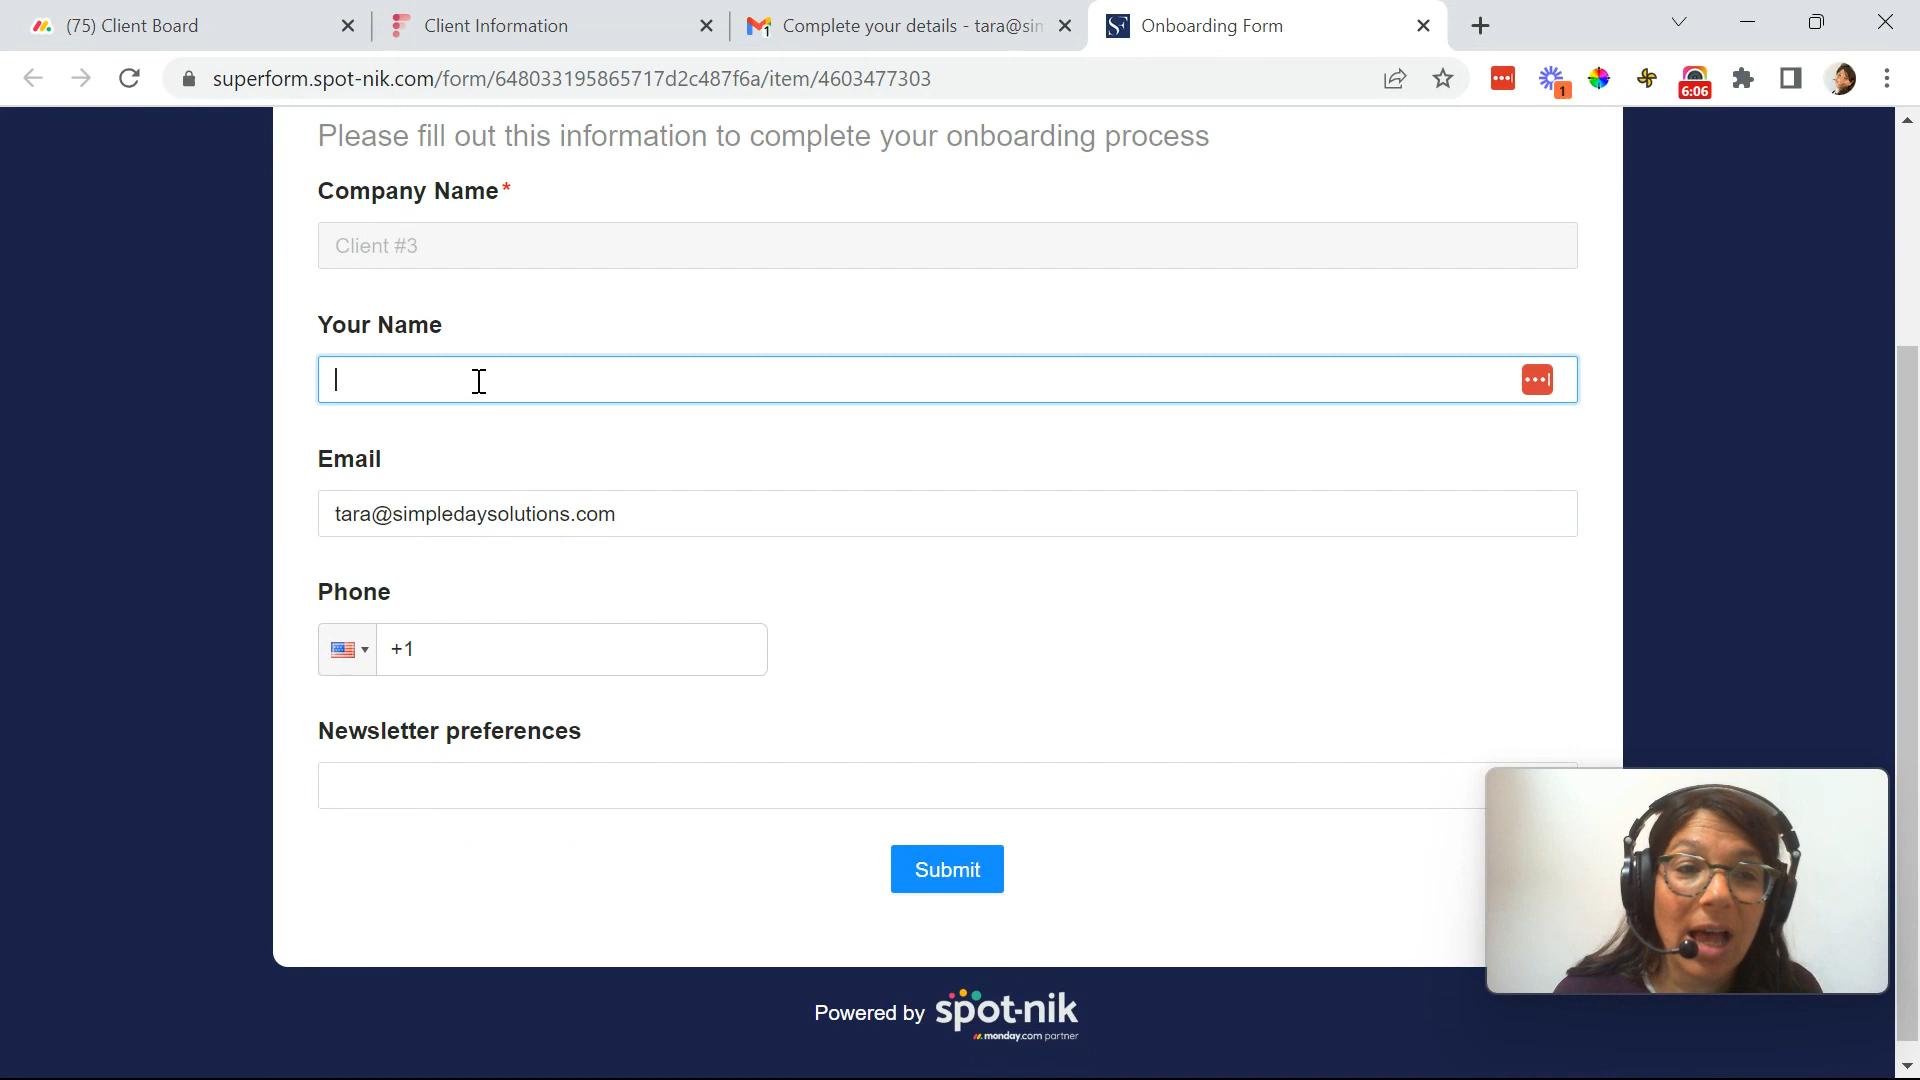 (75) Client Board
Client Information
Complete your details - tara@sim
Onboarding Form
superform.spot-nik.com/form/648033195865717d2c487f6a/item/4603477303
1
6:06
Please fill out this information to complete your onboarding process
Company Name*
Client #3
Your Name
Email
tara@simpledaysolutions.com
Phone
+1
Newsletter preferences
Submit
Powered by spot-nik
monday.com partner